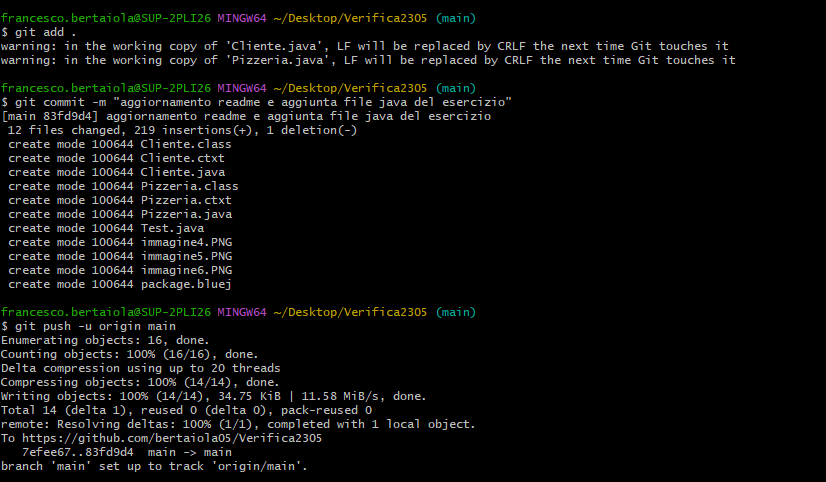 francesco.bertaiola@SUP-2PLI26 MINGW64 ~/Desktop/Verifica2305 (main)
$ git add .
warning: in the working copy of 'Cliente.java', LF will be replaced by CRLF the next time Git touches it
warning: in the working copy of 'Pizzeria.java', LF will be replaced by CRLF the next time Git touches it
francesco.bertaiola@SUP-2PLI26 MINGW64 ~/Desktop/Verifica2305 (main)
$ git commit -m "aggiornamento readme e aggiunta file java del esercizio"
[main 83fd9d4] aggiornamento readme e aggiunta file java del esercizio
 12 files changed, 219 insertions(+), 1 deletion(-)
 create mode 100644 Cliente.class
 create mode 100644 Cliente.ctxt
 create mode 100644 Cliente.java
 create mode 100644 Pizzeria.class
 create mode 100644 Pizzeria.ctxt
 create mode 100644 Pizzeria.java
 create mode 100644 Test.java
 create mode 100644 immagine4.PNG
 create mode 100644 immagine5.PNG
 create mode 100644 immagine6.PNG
 create mode 100644 package.bluej
francesco.bertaiola@SUP-2PLI26 MINGW64 ~/Desktop/Verifica2305 (main)
$ git push -u origin main
Enumerating objects: 16, done.
Counting objects: 100% (16/16), done.
Delta compression using up to 20 threads
Compressing objects: 100% (14/14), done.
Writing objects: 100% (14/14), 34.75 KiB | 11.58 MiB/s, done.
Total 14 (delta 1), reused 0 (delta 0), pack-reused 0
remote: Resolving deltas: 100% (1/1), completed with 1 local object.
To https://github.com/bertaiola05/Verifica2305
   7efee67..83fd9d4  main -> main
branch 'main' set up to track 'origin/main'.